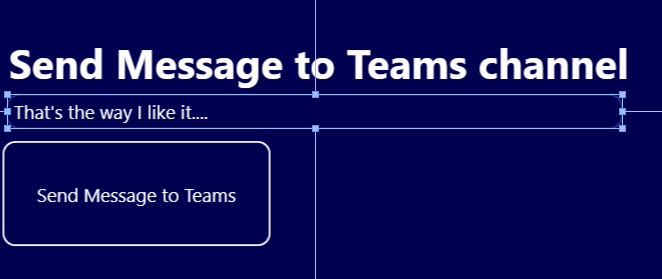 Send Message to Teams channel
That's the way I like it....
Send Message to Teams